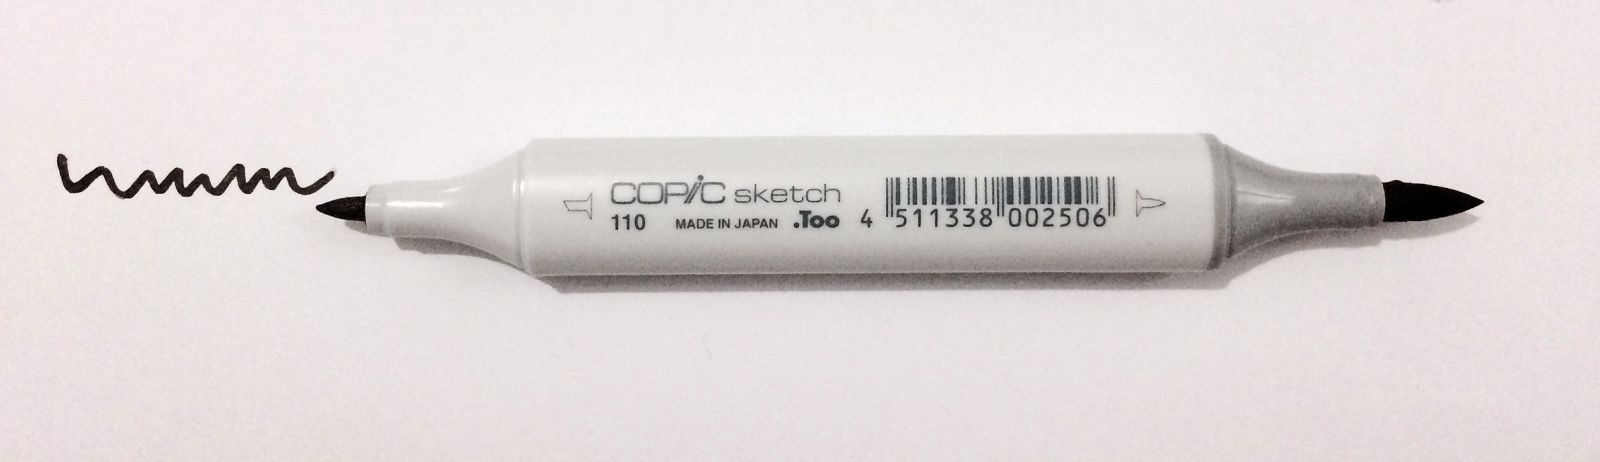 COPiC sketch
110 MADE IN JAPAN .Too
4 511338 002506